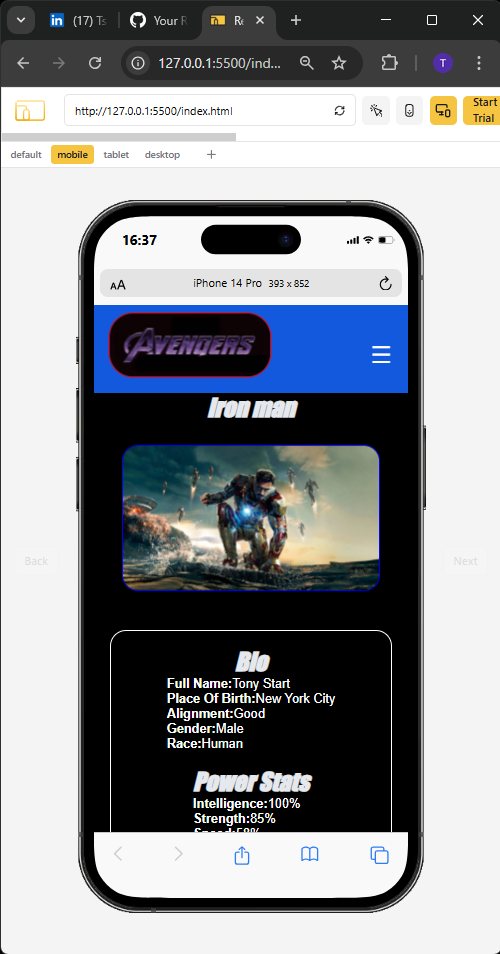 (17) Ts
Your R
Re
127.0.0.1:5500/ind...
T
http://127.0.0.1:5500/index.html
Start
Trial
default
mobile
tablet
desktop
16:37
AA
iPhone 14 Pro 393 x 852
AVENGERS
Iron man
Back
Next
Bio
Full Name:Tony Start
Place Of Birth:New York City
Alignment:Good
Gender:Male
Race:Human
Power Stats
Intelligence:100%
Strength:85%
Speed:58%